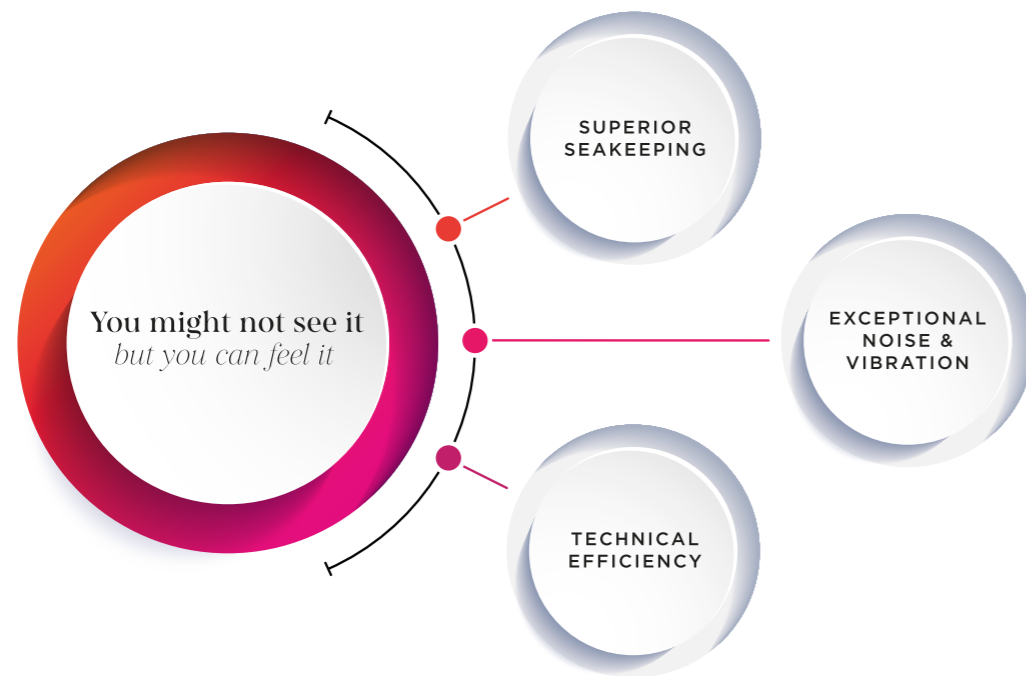 You might not see it
but you can feel it
SUPERIOR
SEAKEEPING
EXCEPTIONAL
NOISE &
VIBRATION
TECHNICAL
EFFICIENCY